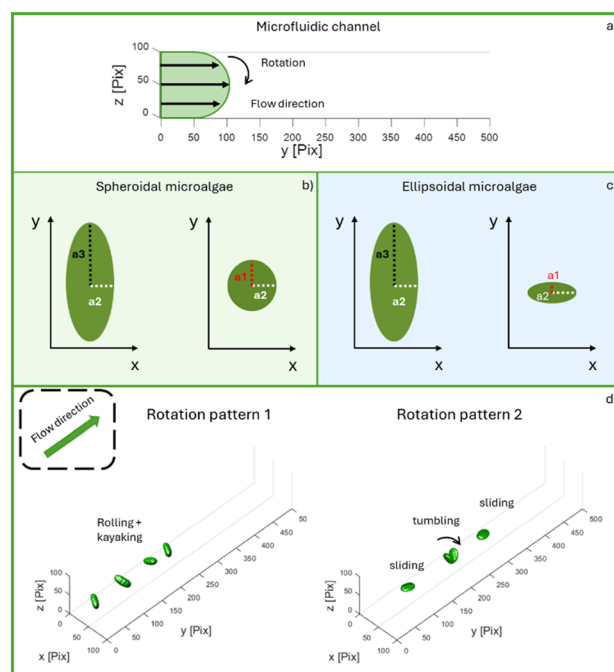 Microfluidic channel
a
100
50
0
z [Pix]
Rotation
Flow direction
0 50 100 150 200 250 300 350 400 450 500
y [Pix]
Spheroidal microalgae
b)
Ellipsoidal microalgae
c
y
a3
a2
x
y
a1
a2
x
y
a3
a2
x
y
a1
a2
x
d
Flow direction
Rotation pattern 1
Rotation pattern 2
Rolling +
kayaking
100
50
0
z [Pix]
0
50
100
x [Pix]
0 50 100 150 200 250 300 350 400 450 50
y [Pix]
sliding
tumbling
sliding
100
50
0
z [Pix]
0
50
100
x [Pix]
0 50 100 150 200 250 300 350 400 450 500
y [Pix]